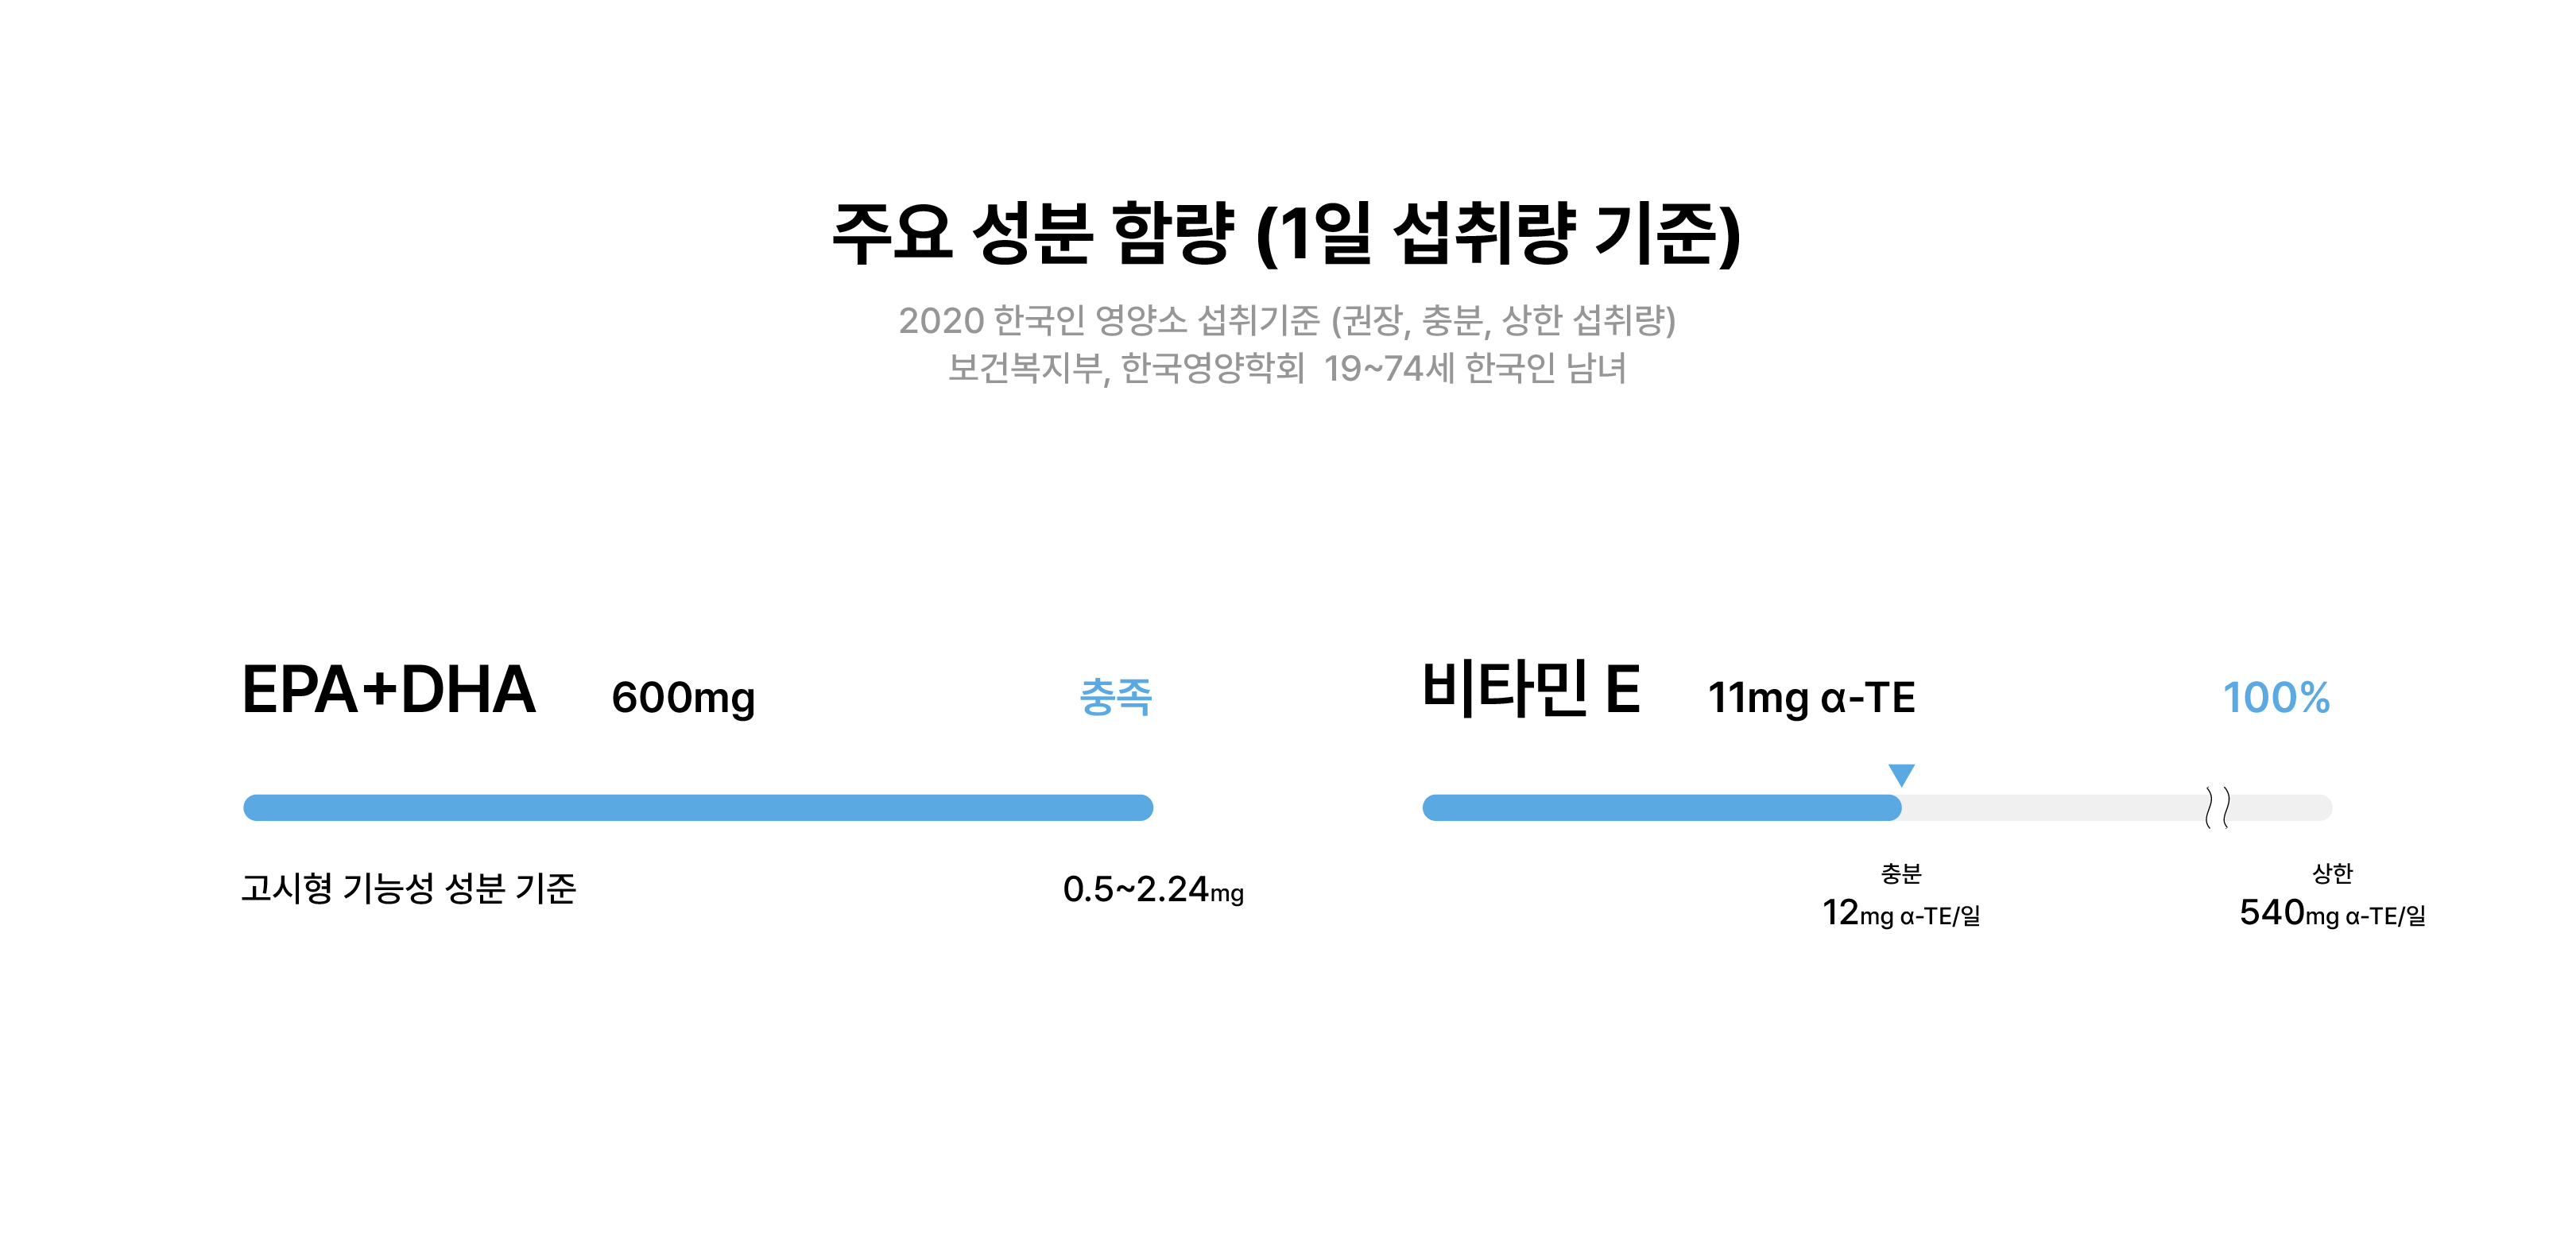 주요 성분 함량 (1일 섭취량 기준)
2020 한국인 영양소 섭취기준 (권장, 충분, 상한 섭취량)
보건복지부, 한국영양학회 19~74세 한국인 남녀
EPA+DHA 600mg 충족
고시형 기능성 성분 기준 0.5~2.24mg
비타민 E 11mg α-TE 100%
충분 상한
12mg α-TE/일 540mg α-TE/일